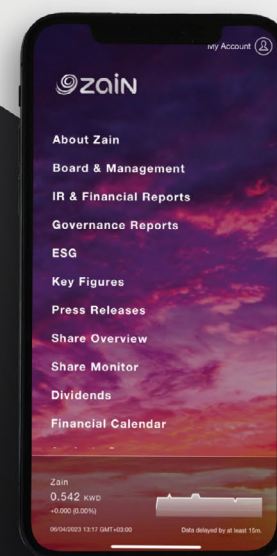 My Account
zain
About Zain
Board & Management
IR & Financial Reports
Governance Reports
ESG
Key Figures
Press Releases
Share Overview
Share Monitor
Dividends
Financial Calendar
Zain
0.542 KWD
+0.000 (0.00%)
06/04/2023 13:17 GMT+03:00 Data delayed by at least 15m.